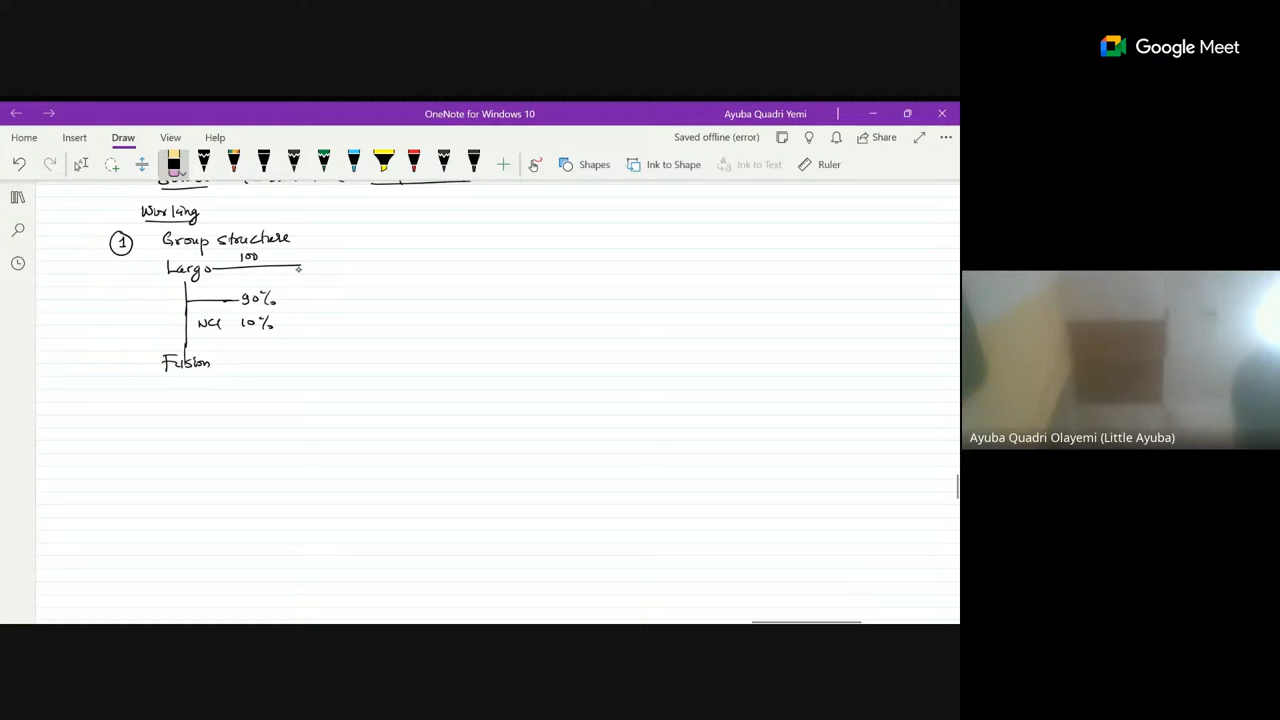 Google Meet
OneNote for Windows 10
Ayuba Quadri Yemi
Home Insert Draw View Help
Saved offline (error)
Share
Shapes
Ink to Shape
Ink to Text
Ruler
Working
1 Group structure
100
Largo
90%
NCI 10%
Fusion
Ayuba Quadri Olayemi (Little Ayuba)